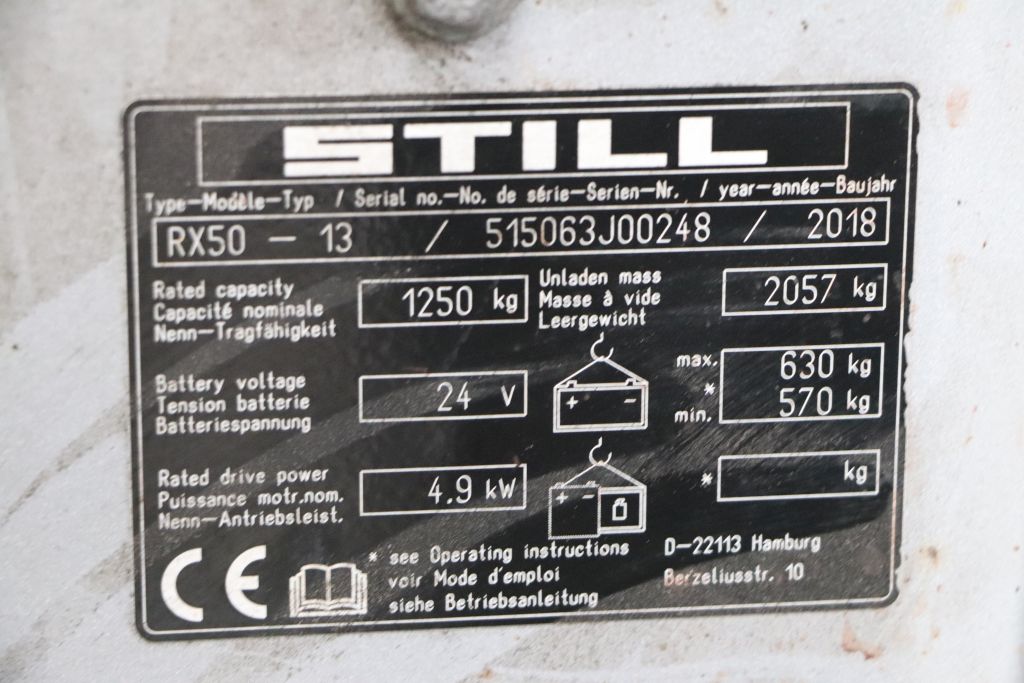 STILL
Type-Modèle-Typ / Serial no.-No. de série-Serien-Nr. / year-année-Baujahr
RX50 - 13 / 515063J00248 / 2018
Rated capacity
Capacité nominale
Nenn-Tragfähigkeit
1250 kg
Unladen mass
Masse à vide
Leergewicht
2057 kg
Battery voltage
Tension batterie
Batteriespannung
24 V
+ -
max. 630 kg
*
min. 570 kg
Rated drive power
Puissance motr.nom.
Nenn-Antriebsleist.
4.9 kW
+ -
* kg
CE
* see Operating instructions
voir Mode d'emploi
siehe Betriebsanleitung
D-22113 Hamburg
Berzeliusstr. 10